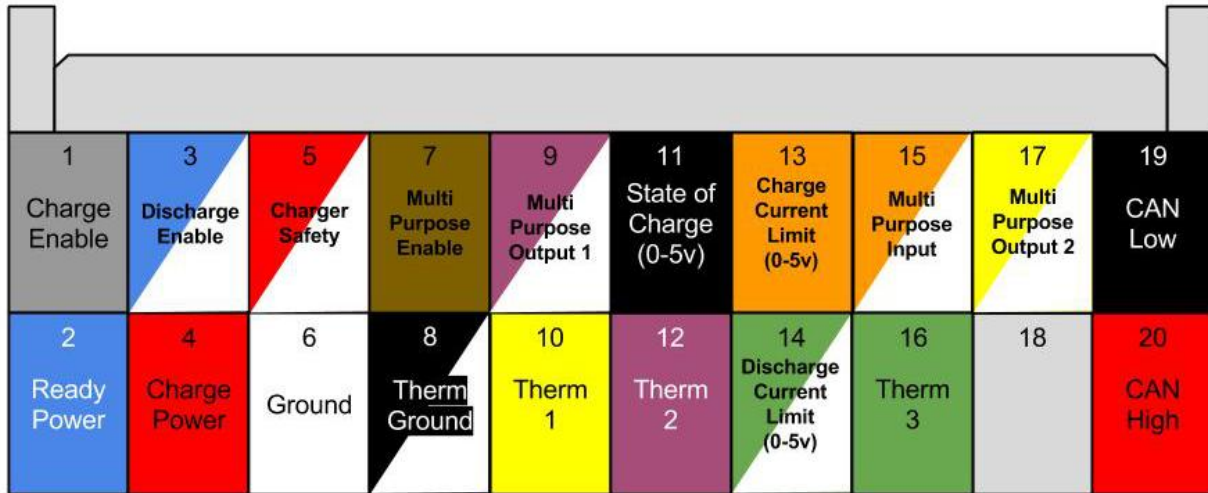 1
Charge
Enable
3
Discharge
Enable
5
Charger
Safety
7
Multi
Purpose
Enable
9
Multi
Purpose
Output 1
11
State of
Charge
(0-5v)
13
Charge
Current
Limit
(0-5v)
15
Multi
Purpose
Input
17
Multi
Purpose
Output 2
19
CAN
Low
2
Ready
Power
4
Charge
Power
6
Ground
8
Therm
Ground
10
Therm
1
12
Therm
2
14
Discharge
Current
Limit
(0-5v)
16
Therm
3
18
20
CAN
High